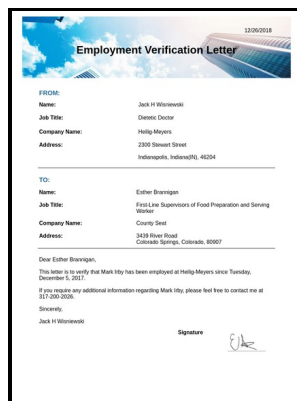 12/26/2018
Employment Verification Letter
FROM:
Name: Jack H Wisniewski
Job Title: Dietetic Doctor
Company Name: Heilig-Meyers
Address: 2300 Stewart Street
Indianapolis, Indiana(IN), 46204
TO:
Name: Esther Brannigan
Job Title: First-Line Supervisors of Food Preparation and Serving
Worker
Company Name: County Seat
Address: 3439 River Road
Colorado Springs, Colorado, 80907
Dear Esther Brannigan,
This letter is to verify that Mark Irby has been employed at Heilig-Meyers since Tuesday,
December 5, 2017.
If you require any additional information regarding Mark Irby, please feel free to contact me at
317-200-2026.
Sincerely,
Jack H Wisniewski
Signature